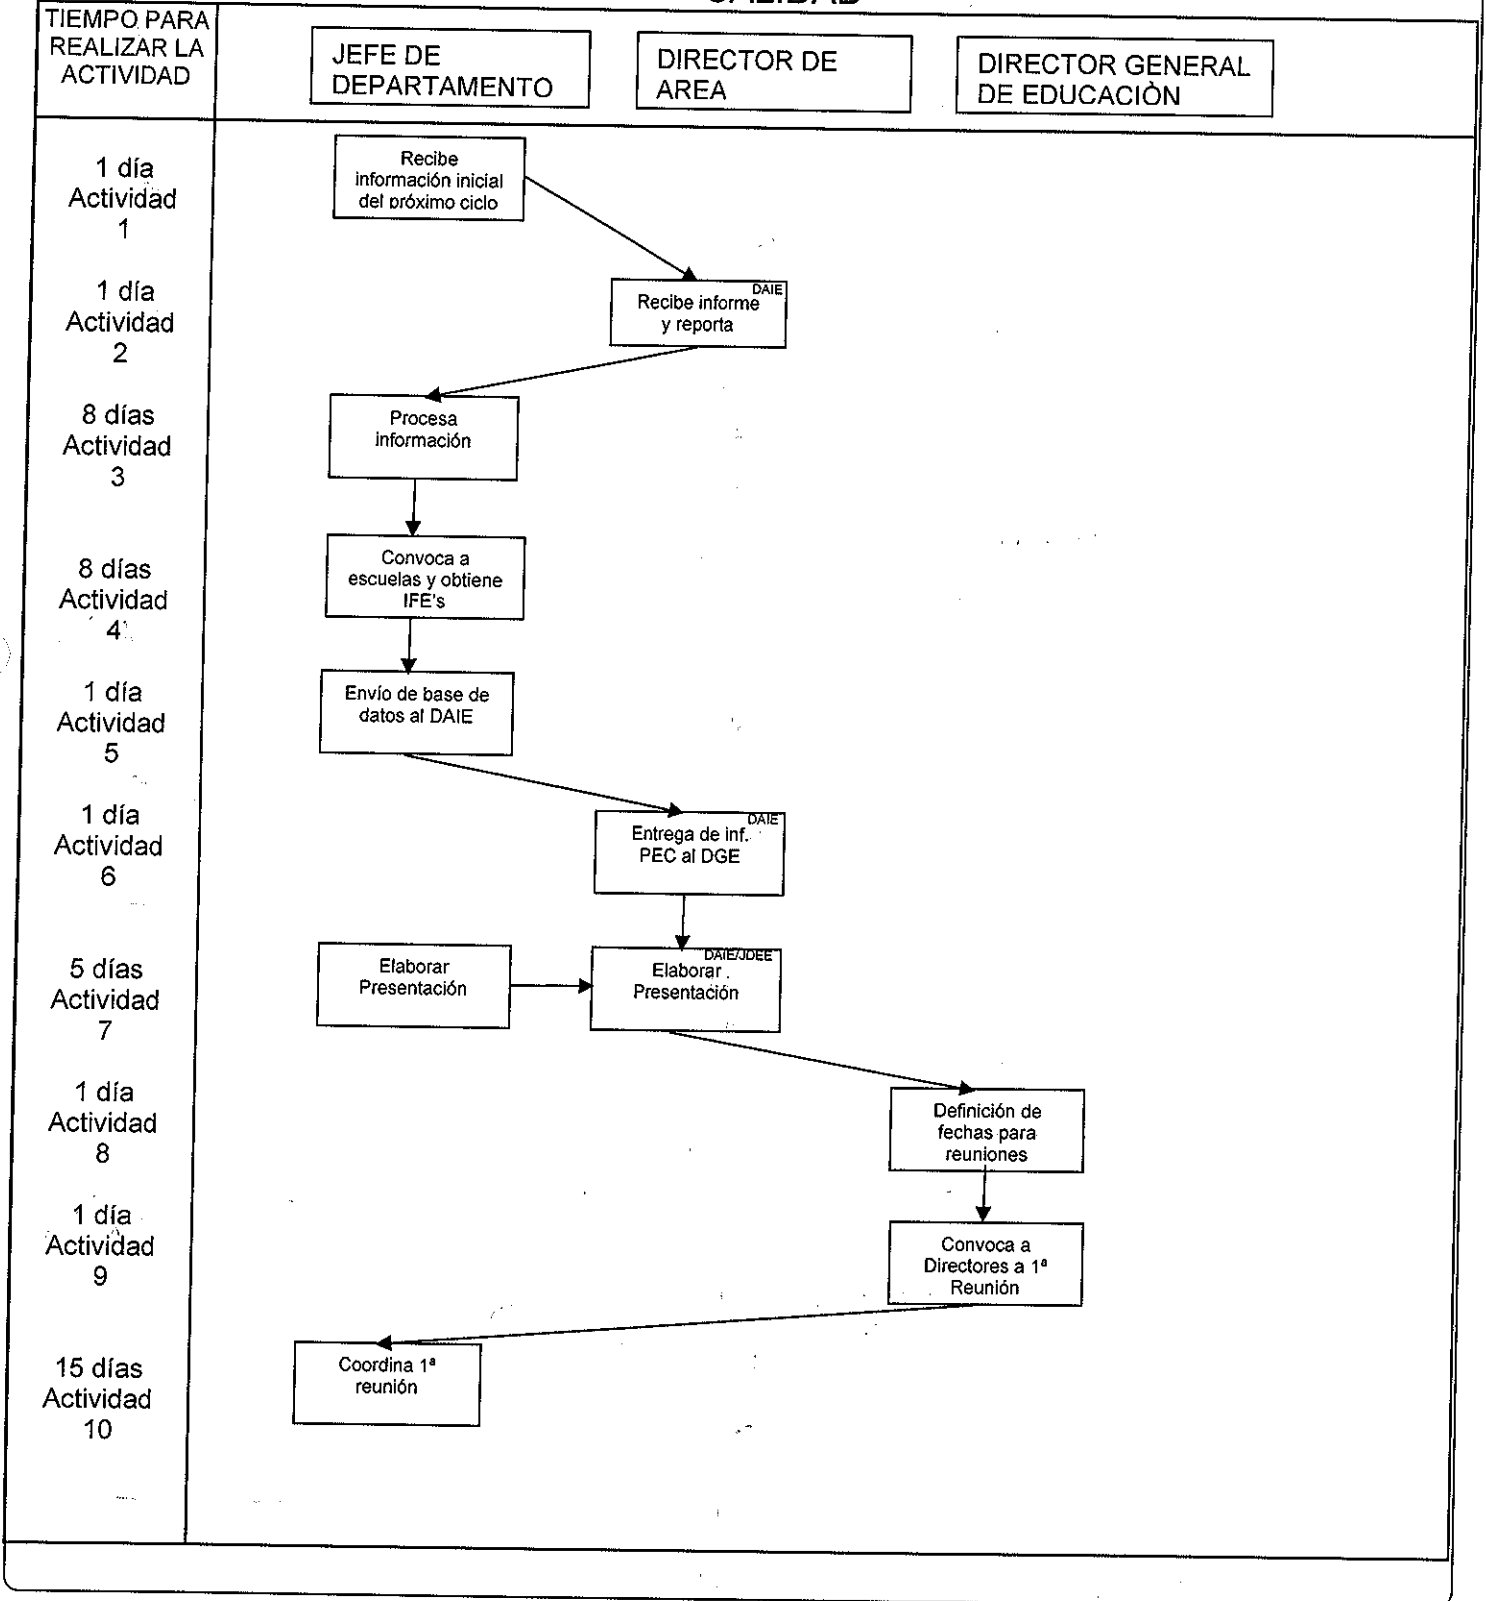 TIEMPO PARA
REALIZAR LA
ACTIVIDAD
JEFE DE
DEPARTAMENTO
DIRECTOR DE
AREA
DIRECTOR GENERAL
DE EDUCACIÒN
1 día
Actividad
1
Recibe
información inicial
del próximo ciclo
1 día
Actividad
2
DAIE
Recibe informe
y reporta
8 días
Actividad
3
Procesa
información
8 días
Actividad
4
Convoca a
escuelas y obtiene
IFE's
1 día
Actividad
5
Envío de base de
datos al DAIE
1 día
Actividad
6
DAIE
Entrega de inf.
PEC al DGE
5 días
Actividad
7
Elaborar
Presentación
DAIE/JDEE
Elaborar
Presentación
1 día
Actividad
8
Definición de
fechas para
reuniones
1 día
Actividad
9
Convoca a
Directores a 1ª
Reunión
15 días
Actividad
10
Coordina 1ª
reunión